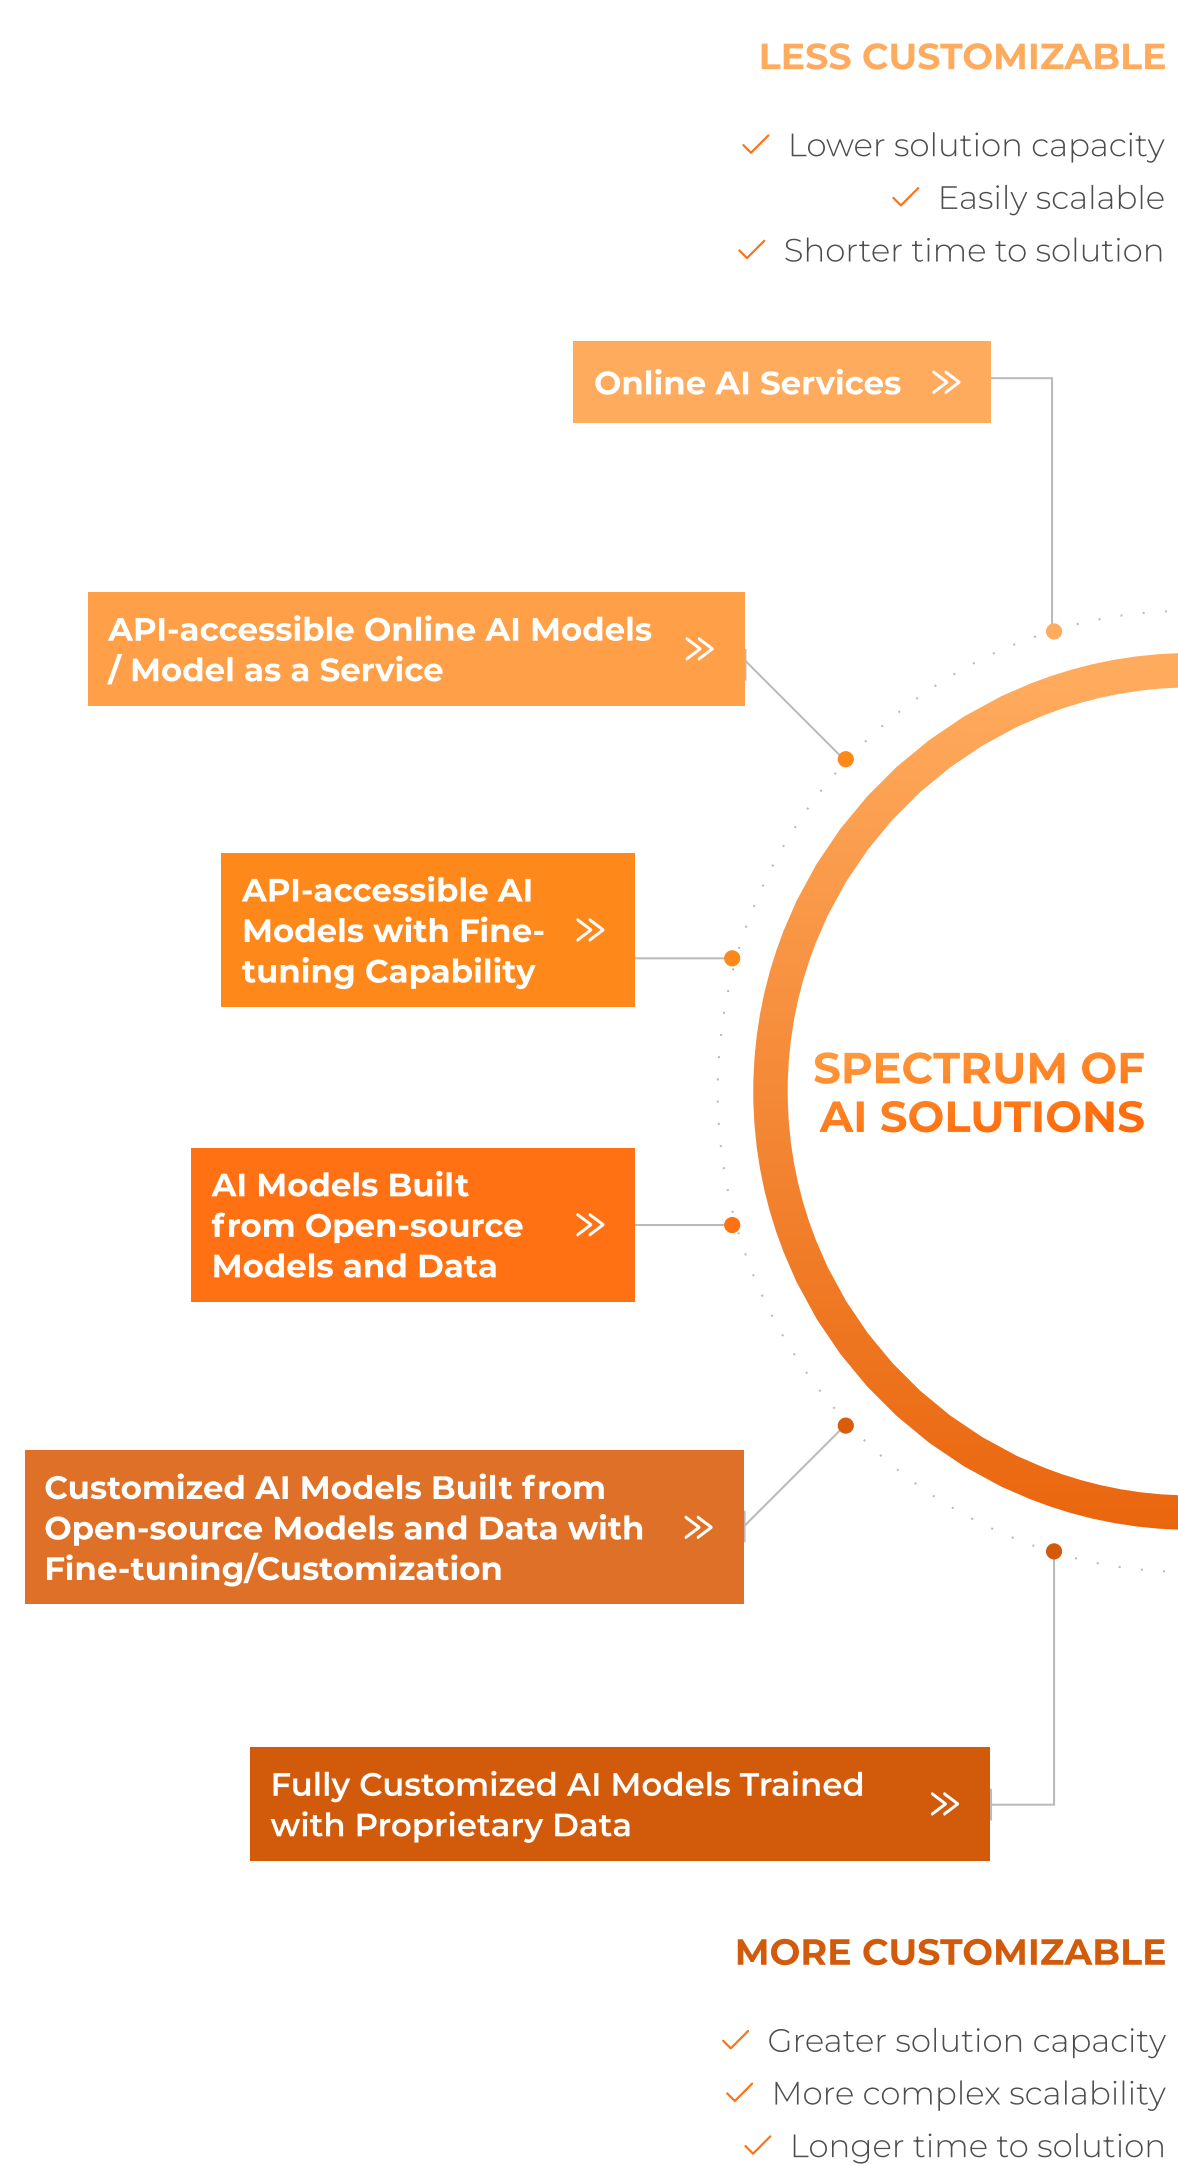 LESS CUSTOMIZABLE
Lower solution capacity
Easily scalable
Shorter time to solution
Online AI Services
API-accessible Online AI Models
/ Model as a Service
API-accessible AI
Models with Fine-
tuning Capability
SPECTRUM OF
AI SOLUTIONS
AI Models Built
from Open-source
Models and Data
Customized AI Models Built from
Open-source Models and Data with
Fine-tuning/Customization
Fully Customized AI Models Trained
with Proprietary Data
MORE CUSTOMIZABLE
Greater solution capacity
More complex scalability
Longer time to solution